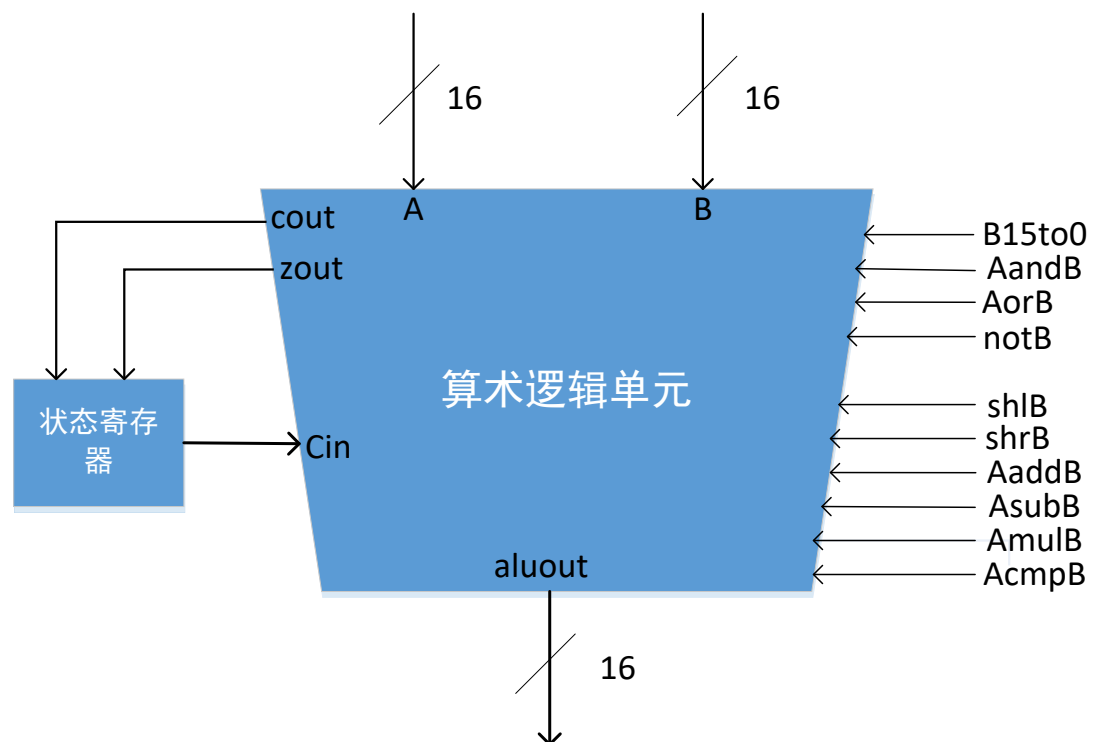 16
16
A
B
cout
zout
B15to0
AandB
AorB
notB
算术逻辑单元
状态寄存
器
Cin
shlB
shrB
AaddB
AsubB
AmulB
AcmpB
aluout
16